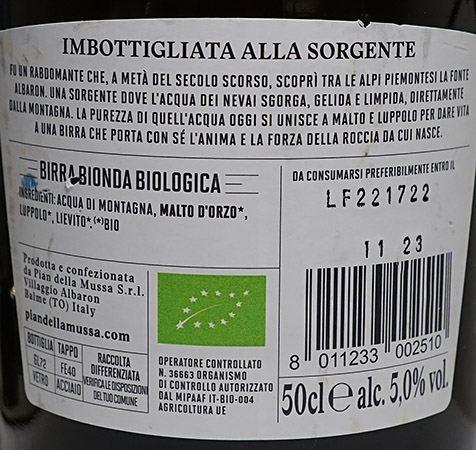 IMBOTTIGLIATA ALLA SORGENTE
FU UN RABDOMANTE CHE, A METÀ DEL SECOLO SCORSO, SCOPRÌ TRA LE ALPI PIEMONTESI LA FONTE
ALBARON. UNA SORGENTE DOVE L'ACQUA DEI NEVAI SGORGA, GELIDA E LIMPIDA, DIRETTAMENTE
DALLA MONTAGNA. LA PUREZZA DI QUELL'ACQUA OGGI SI UNISCE A MALTO E LUPPOLO PER DARE VITA
A UNA BIRRA CHE PORTA CON SÉ L'ANIMA E LA FORZA DELLA ROCCIA DA CUI NASCE.
BIRRA BIONDA BIOLOGICA
INGREDIENTI: ACQUA DI MONTAGNA, MALTO D'ORZO*,
LUPPOLO*, LIEVITO*. (*)BIO
DA CONSUMARSI PREFERIBILMENTE ENTRO IL
LF221722
11 23
Prodotta e confezionata
da Pian della Mussa S.r.l.
Villaggio Albaron
Balme (TO) Italy
piandellamussa.com
BOTTIGLIA TAPPO RACCOLTA
DIFFERENZIATA
GL72 FE40 VERIFICA LE DISPOSIZIONI
VETRO ACCIAIO DEL TUO COMUNE
OPERATORE CONTROLLATO
N. 36663 ORGANISMO
DI CONTROLLO AUTORIZZATO
DAL MIPAAF IT-BIO-004
AGRICOLTURA UE
8 011233 002510
50cl e alc. 5,0% vol.